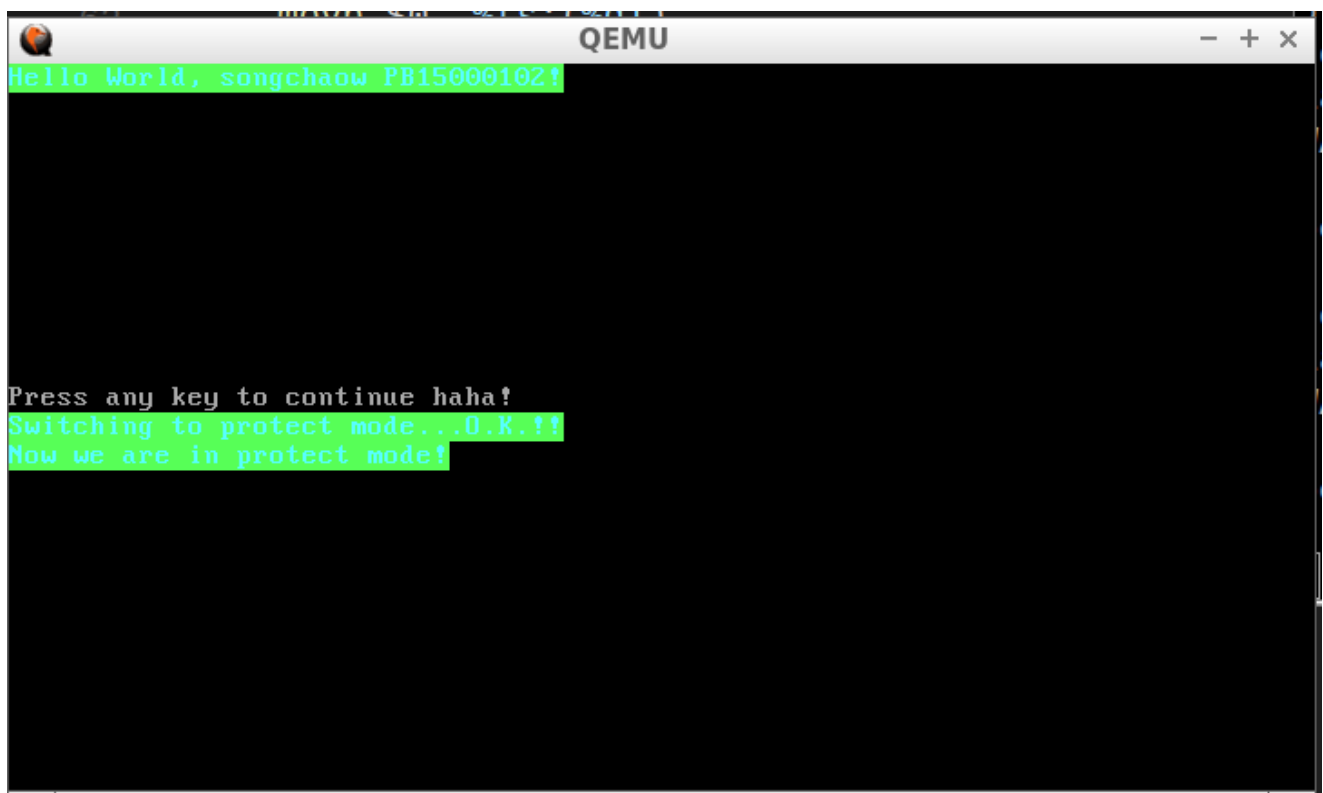 QEMU
Hello World, songchaow PB15000102!
Press any key to continue haha!
Switching to protect mode...O.K.!!
Now we are in protect mode!